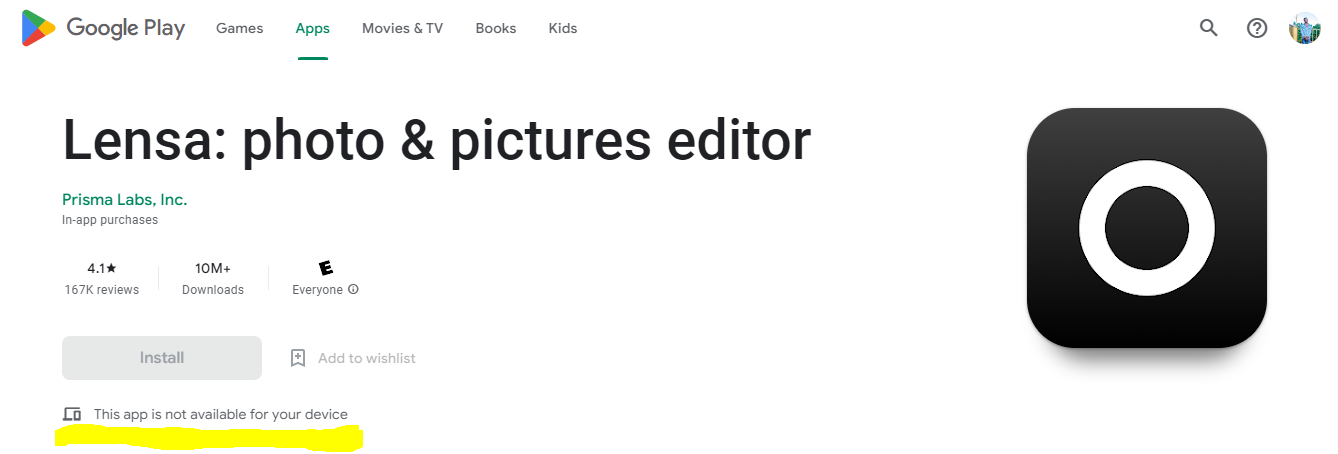 Google Play Games Apps Movies & TV Books Kids
Lensa: photo & pictures editor
Prisma Labs, Inc.
In-app purchases
4.1★ 10M+ E
167K reviews Downloads Everyone
Install Add to wishlist
This app is not available for your device